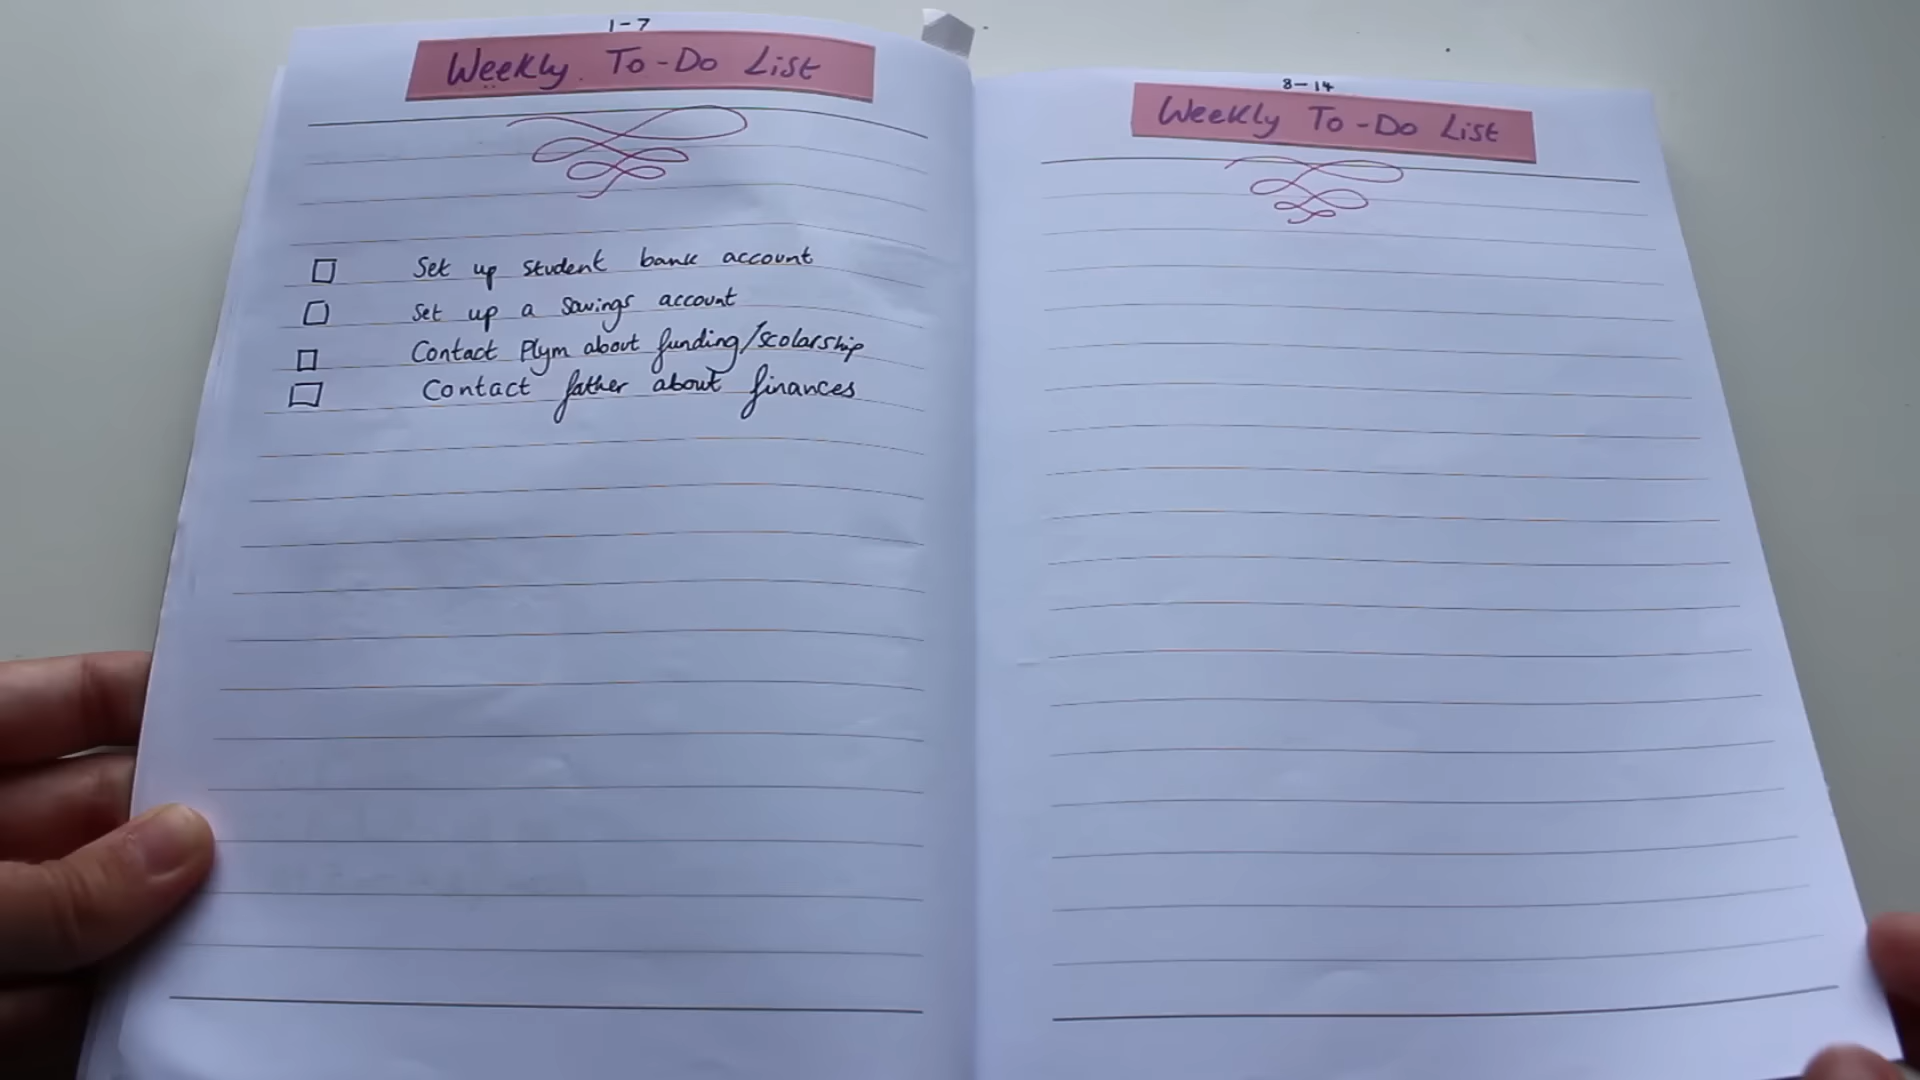 1-7
Weekly To-Do List
Set up student bank account
Set up a savings account
Contact Plym about funding/scolarship
Contact father about finances
8-14
Weekly To-Do List